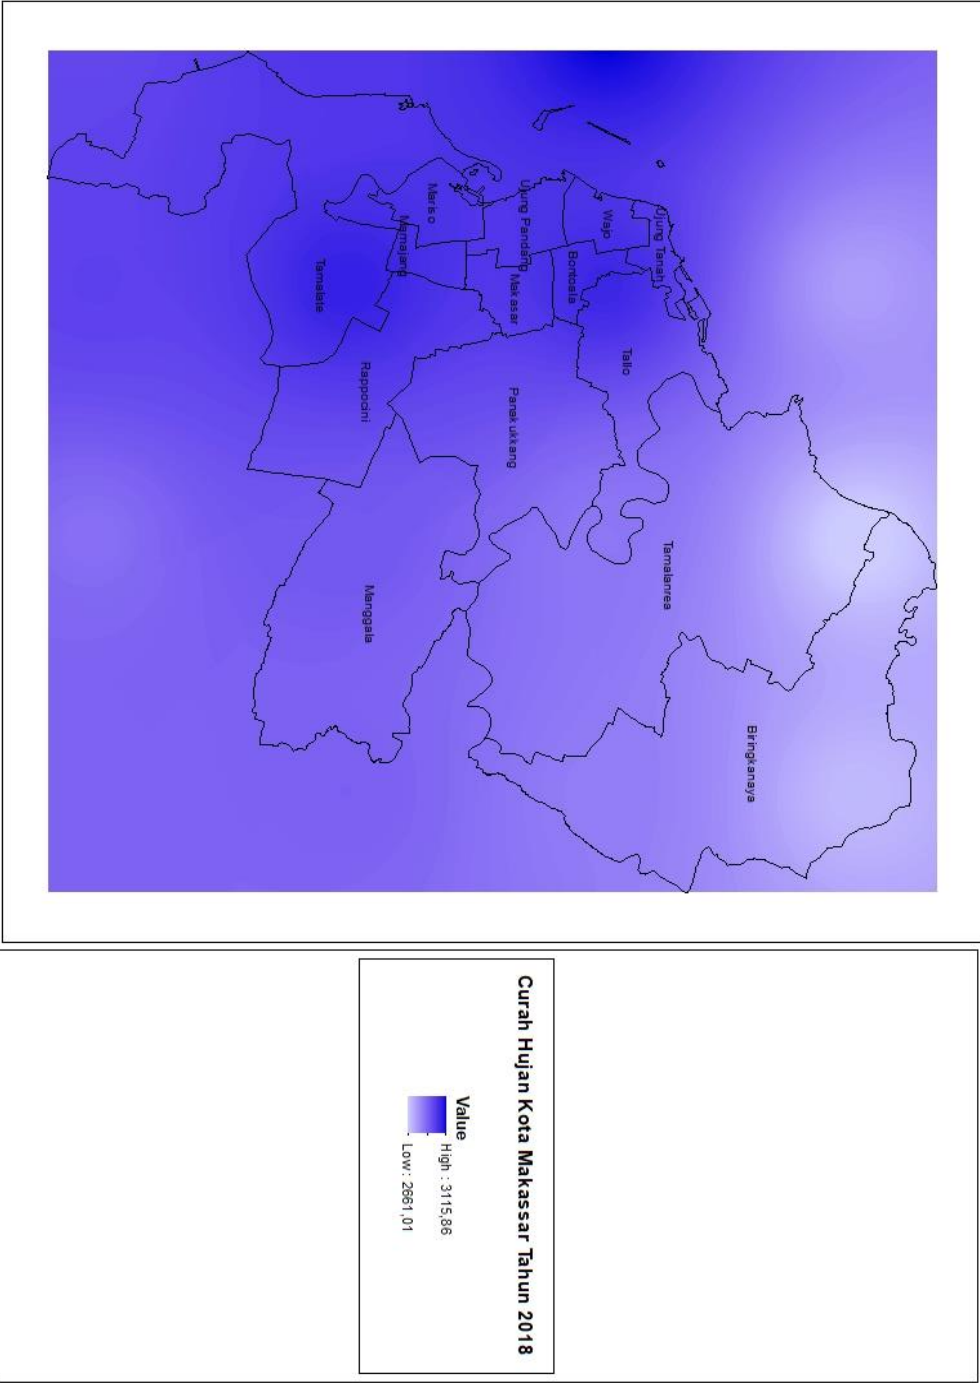 Biringkanaya
Tamalanrea
Ujung Tanah
Tallo
Wajo
Bontoala
Ujung Pandang
Makasar
Panakukkang
Mariso
Mamajang
Manggala
Rappocini
Tamalate
Curah Hujan Kota Makassar Tahun 2018
Value
High : 3115,86
Low : 2661,01